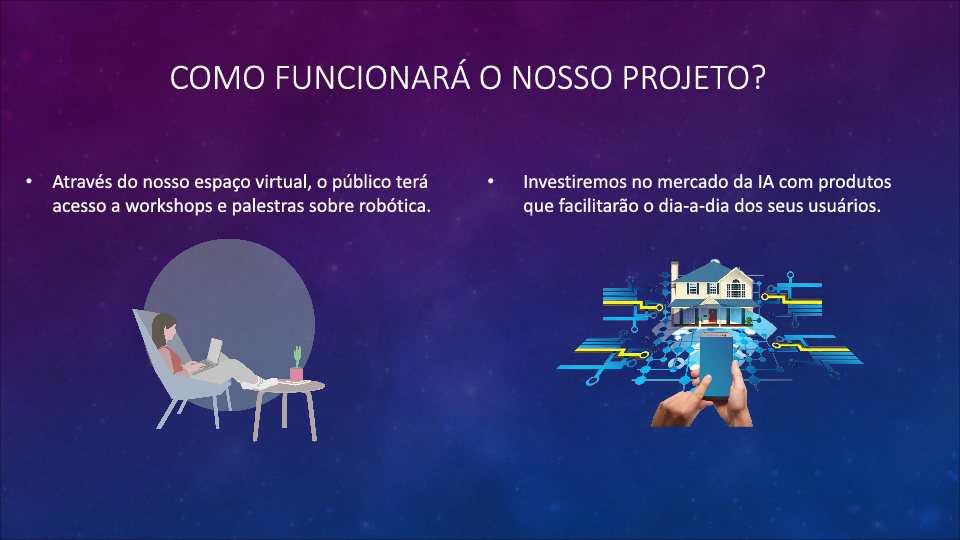 COMO FUNCIONARÁ O NOSSO PROJETO?
• Através do nosso espaço virtual, o público terá
acesso a workshops e palestras sobre robótica.
• Investiremos no mercado da IA com produtos
que facilitarão o dia-a-dia dos seus usuários.